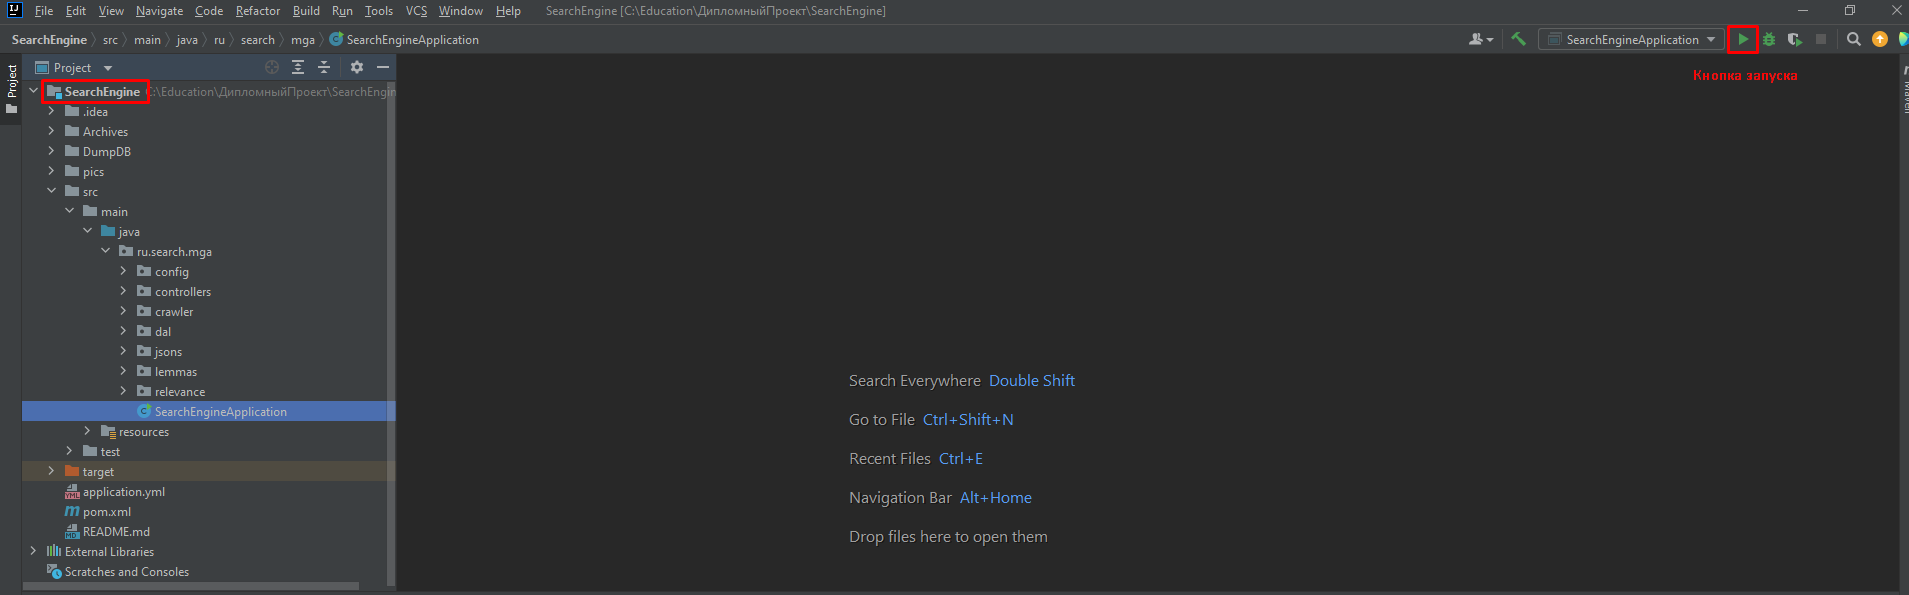 IJ File Edit View Navigate Code Refactor Build Run Tools VCS Window Help SearchEngine [C:\Education\ДипломныйПроект\SearchEngine]
SearchEngine src main java ru search mga SearchEngineApplication SearchEngineApplication
Кнопка запуска
Project
Project
SearchEngine C:\Education\ДипломныйПроект\SearchEngin
.idea
Archives
DumpDB
pics
src
main
java
ru.search.mga
config
controllers
crawler
dal
jsons
lemmas
relevance
SearchEngineApplication
resources
test
target
application.yml
pom.xml
README.md
External Libraries
Scratches and Consoles
Search Everywhere Double Shift
Go to File Ctrl+Shift+N
Recent Files Ctrl+E
Navigation Bar Alt+Home
Drop files here to open them